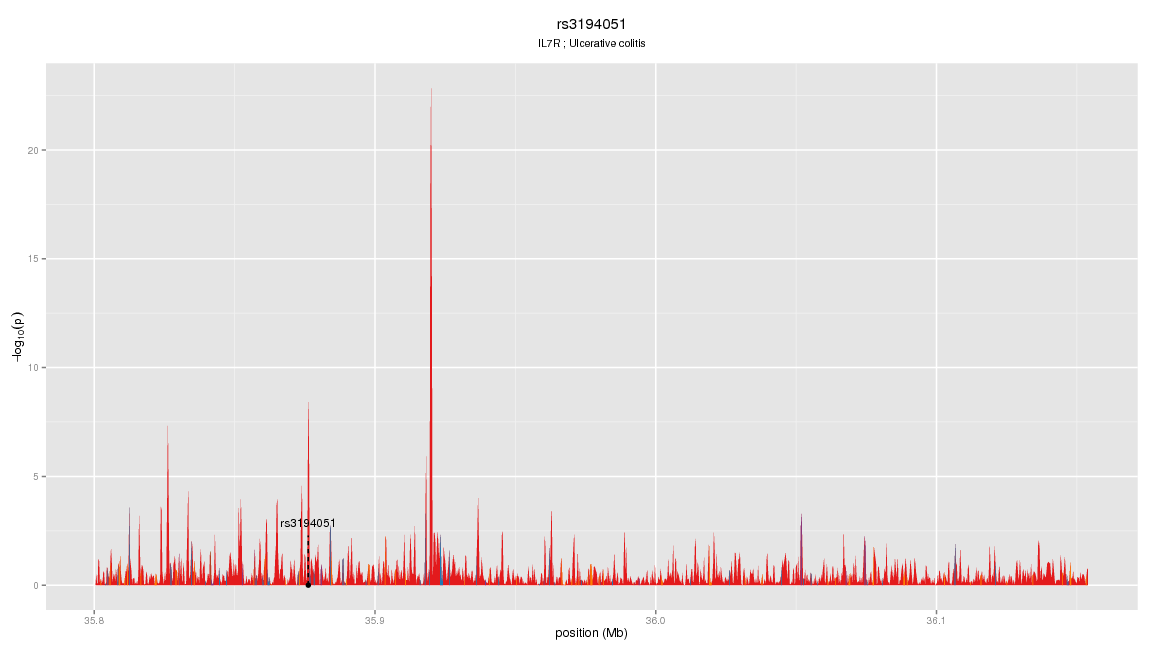 rs3194051
IL7R ; Ulcerative colitis
−log10(p)
20
15
10
5
0
rs3194051
35.8
35.9
36.0
36.1
position (Mb)